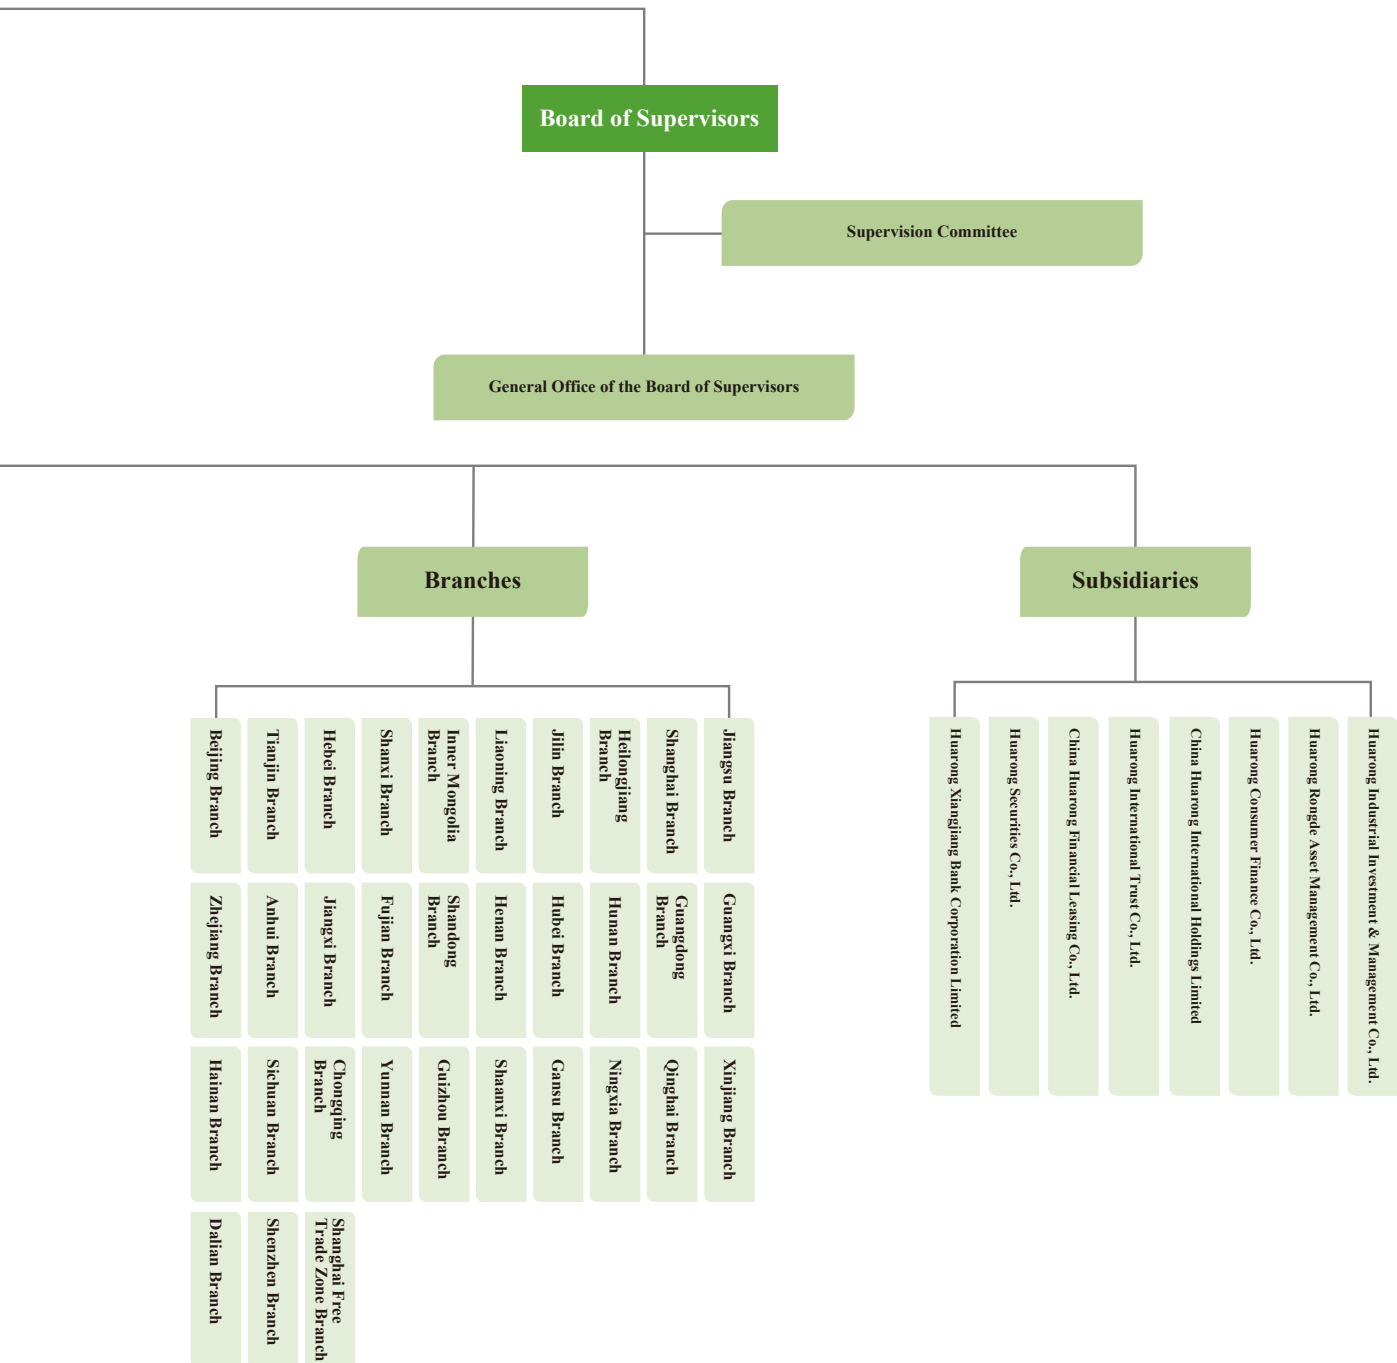 Board of Supervisors
Supervision Committee
General Office of the Board of Supervisors
Branches
Subsidiaries
Beijing Branch
Tianjin Branch
Hebei Branch
Shanxi Branch
Inner Mongolia
Branch
Liaoning Branch
Jilin Branch
Heilongjiang
Branch
Shanghai Branch
Jiangsu Branch
Zhejiang Branch
Anhui Branch
Jiangxi Branch
Fujian Branch
Shandong
Branch
Henan Branch
Hubei Branch
Hunan Branch
Guangdong
Branch
Guangxi Branch
Hainan Branch
Sichuan Branch
Chongqing
Branch
Yunnan Branch
Guizhou Branch
Shaanxi Branch
Gansu Branch
Ningxia Branch
Qinghai Branch
Xinjiang Branch
Dalian Branch
Shenzhen Branch
Shanghai Free
Trade Zone Branch
Huarong Xiangjiang Bank Corporation Limited
Huarong Securities Co., Ltd.
China Huarong Financial Leasing Co., Ltd.
Huarong International Trust Co., Ltd.
China Huarong International Holdings Limited
Huarong Consumer Finance Co., Ltd.
Huarong Rongde Asset Management Co., Ltd.
Huarong Industrial Investment & Management Co., Ltd.